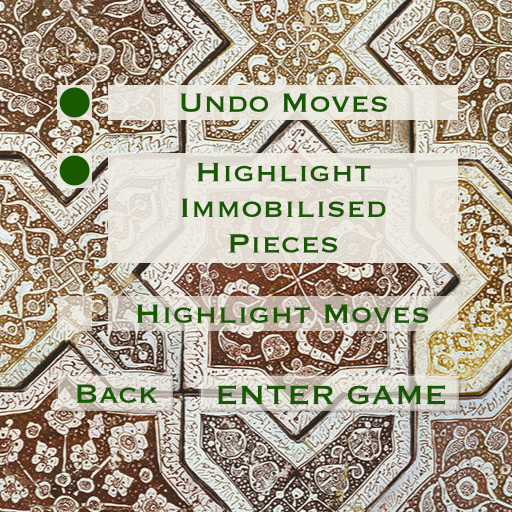 Undo Moves
Highlight
Immobilised
Pieces
Highlight Moves
Back
ENTER GAME